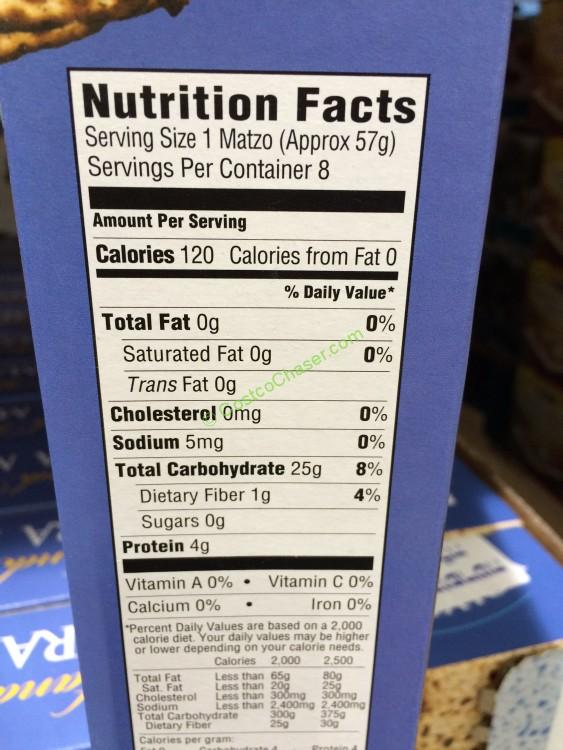 Nutrition Facts
Serving Size 1 Matzo (Approx 57g)
Servings Per Container 8
Amount Per Serving
Calories 120 Calories from Fat 0
% Daily Value*
Total Fat 0g 0%
Saturated Fat 0g 0%
Trans Fat 0g
Cholesterol 0mg 0%
Sodium 5mg 0%
Total Carbohydrate 25g 8%
Dietary Fiber 1g 4%
Sugars 0g
Protein 4g
Vitamin A 0% • Vitamin C 0%
Calcium 0% • Iron 0%
*Percent Daily Values are based on a 2,000
calorie diet. Your daily values may be higher
or lower depending on your calorie needs.
Calories 2,000 2,500
Total Fat Less than 65g 80g
Sat. Fat Less than 20g 25g
Cholesterol Less than 300mg 300mg
Sodium Less than 2,400mg 2,400mg
Total Carbohydrate 300g 375g
Dietary Fiber 25g 30g
Calories per gram:
Fat 9 Carbohydrate 4 Protein 4
© CostcoChaser.com